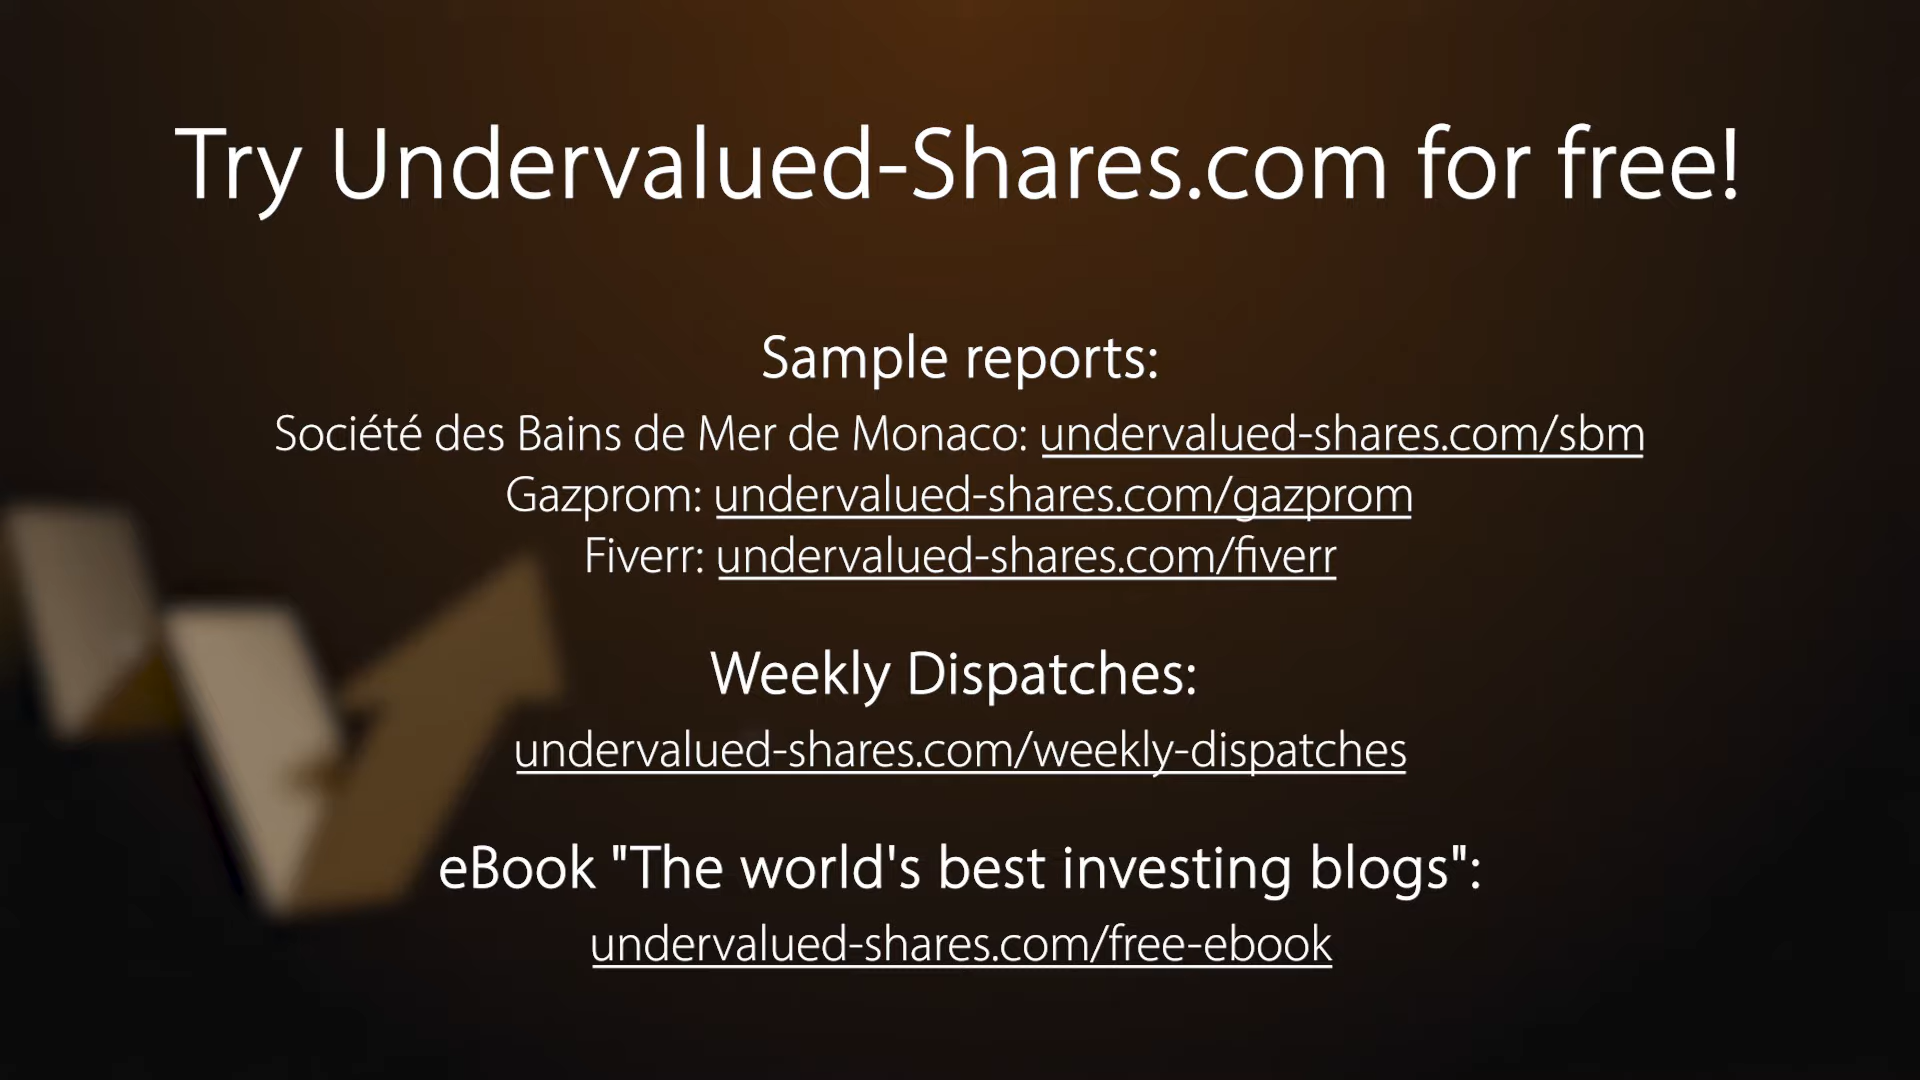 Try Undervalued-Shares.com for free!
Sample reports:
Société des Bains de Mer de Monaco: undervalued-shares.com/sbm
Gazprom: undervalued-shares.com/gazprom
Fiverr: undervalued-shares.com/fiverr
Weekly Dispatches:
undervalued-shares.com/weekly-dispatches
eBook "The world's best investing blogs":
undervalued-shares.com/free-ebook